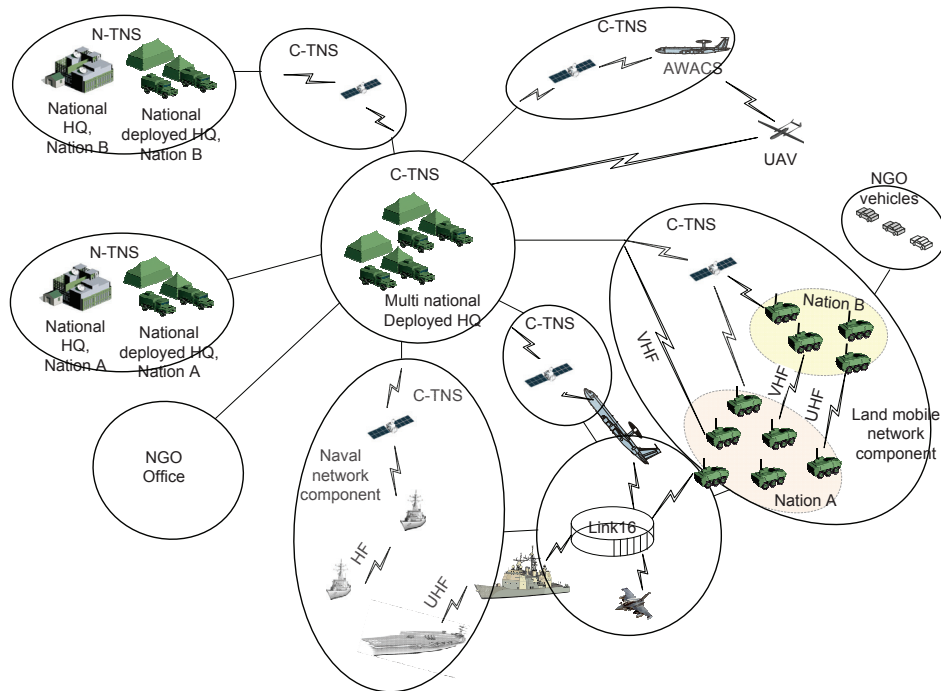 N-TNS
National
HQ,
Nation B
National
deployed HQ,
Nation B
C-TNS
C-TNS
AWACS
UAV
NGO
vehicles
C-TNS
Multi national
Deployed HQ
N-TNS
National
HQ,
Nation A
National
deployed HQ,
Nation A
C-TNS
Nation B
VHF
VHF
UHF
Land mobile
network
component
Nation A
C-TNS
C-TNS
Naval
network
component
HF
UHF
Link16
NGO
Office